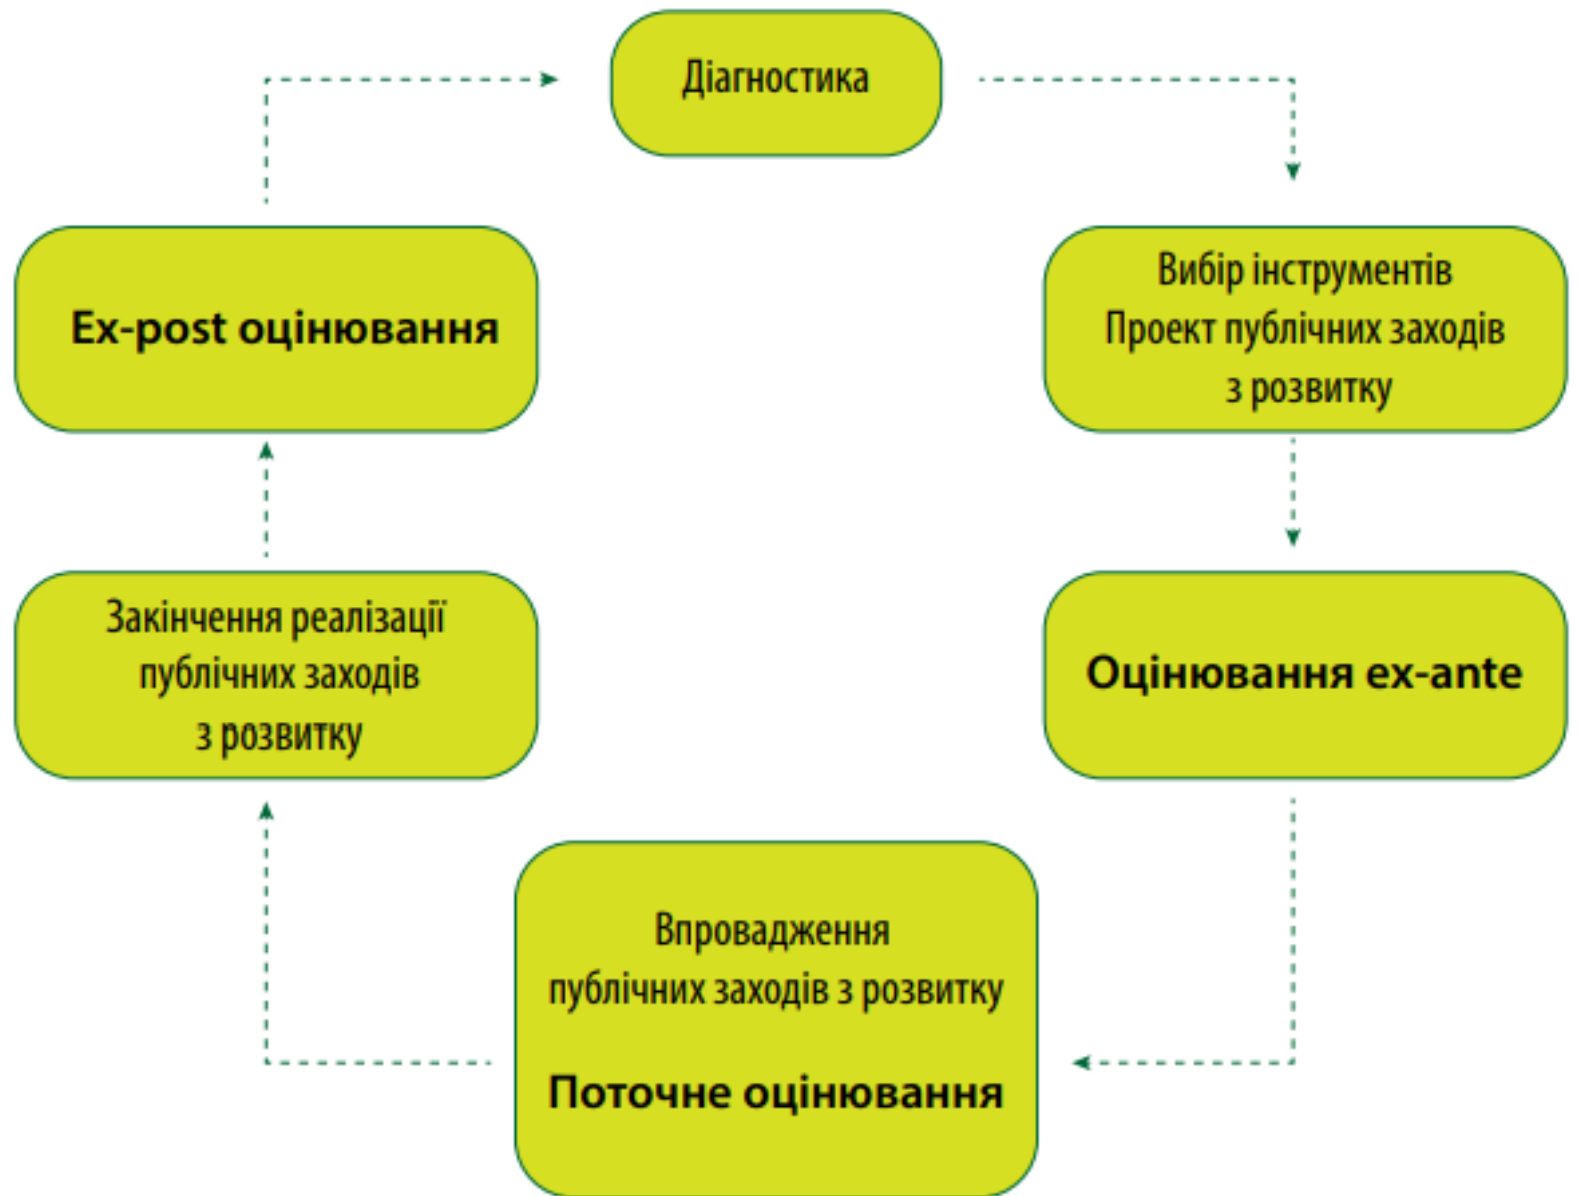 Діагностика
Вибір інструментів
Проект публічних заходів
з розвитку
Оцінювання ex-ante
Впровадження
публічних заходів з розвитку
Поточне оцінювання
Закінчення реалізації
публічних заходів
з розвитку
Ex-post оцінювання